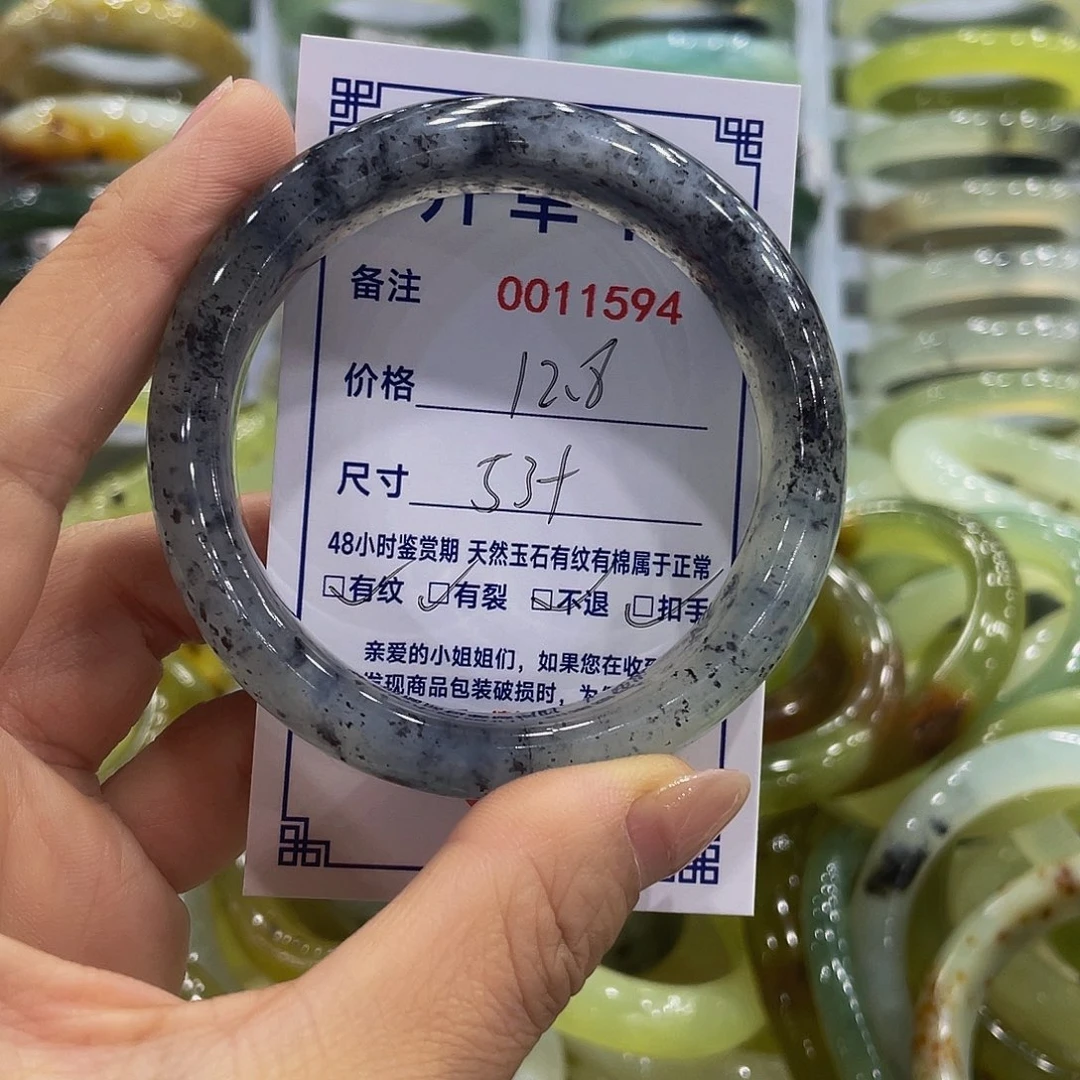 备注 0011594
价格 12.8
尺寸 53+
48小时鉴赏期 天然玉石有纹有棉属于正常
☑有纹 ☑有裂 ☑不退 ☑扣手
亲爱的小姐姐们，如果您在收到
发现商品包装破损时，为